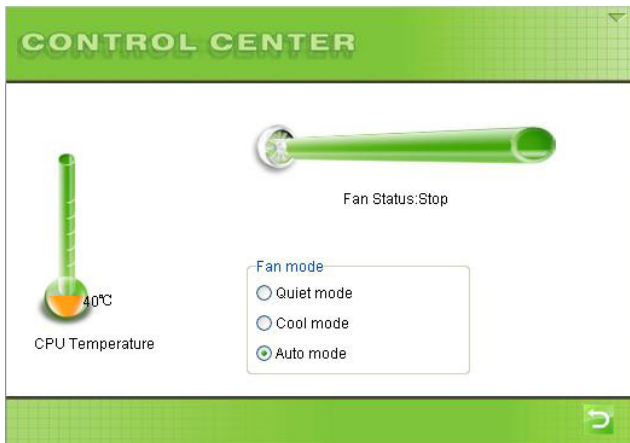 CONTROL CENTER
Fan Status:Stop
40℃
CPU Temperature
Fan mode
Quiet mode
Cool mode
Auto mode